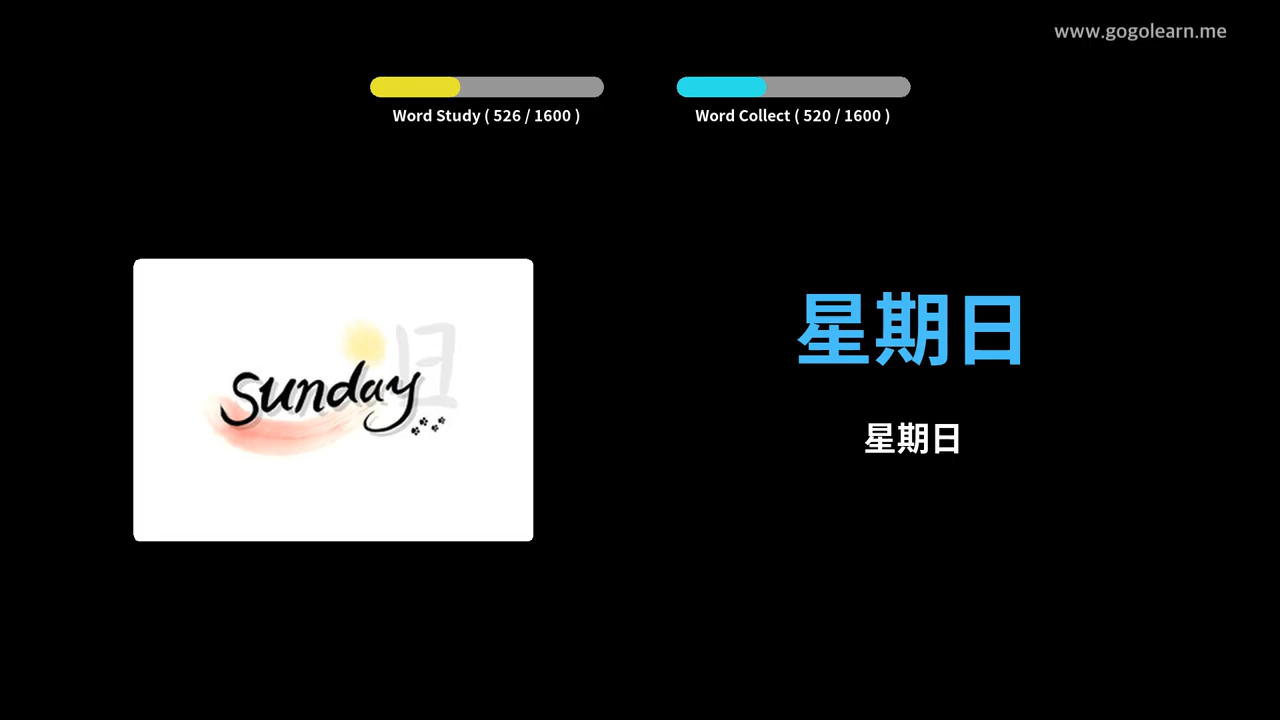 www.gogolearn.me
Word Study ( 526 / 1600 )
Word Collect ( 520 / 1600 )
Sunday
星期日
星期日